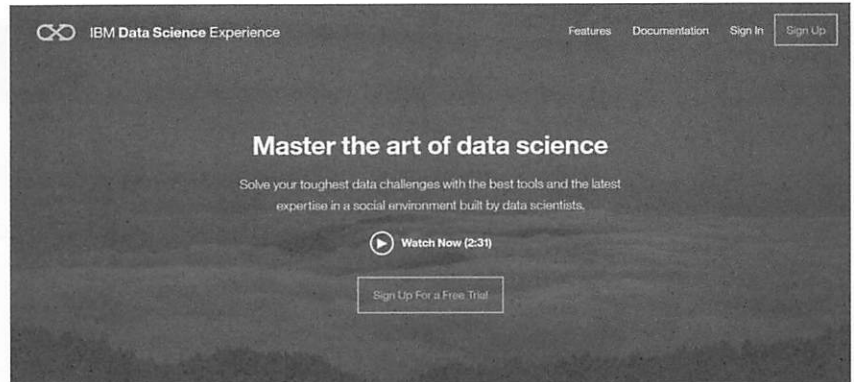 IBM Data Science Experience
Features Documentation Sign In Sign Up
Master the art of data science
Solve your toughest data challenges with the best tools and the latest
expertise in a social environment built by data scientists.
Watch Now (2:31)
Sign Up For a Free Trial